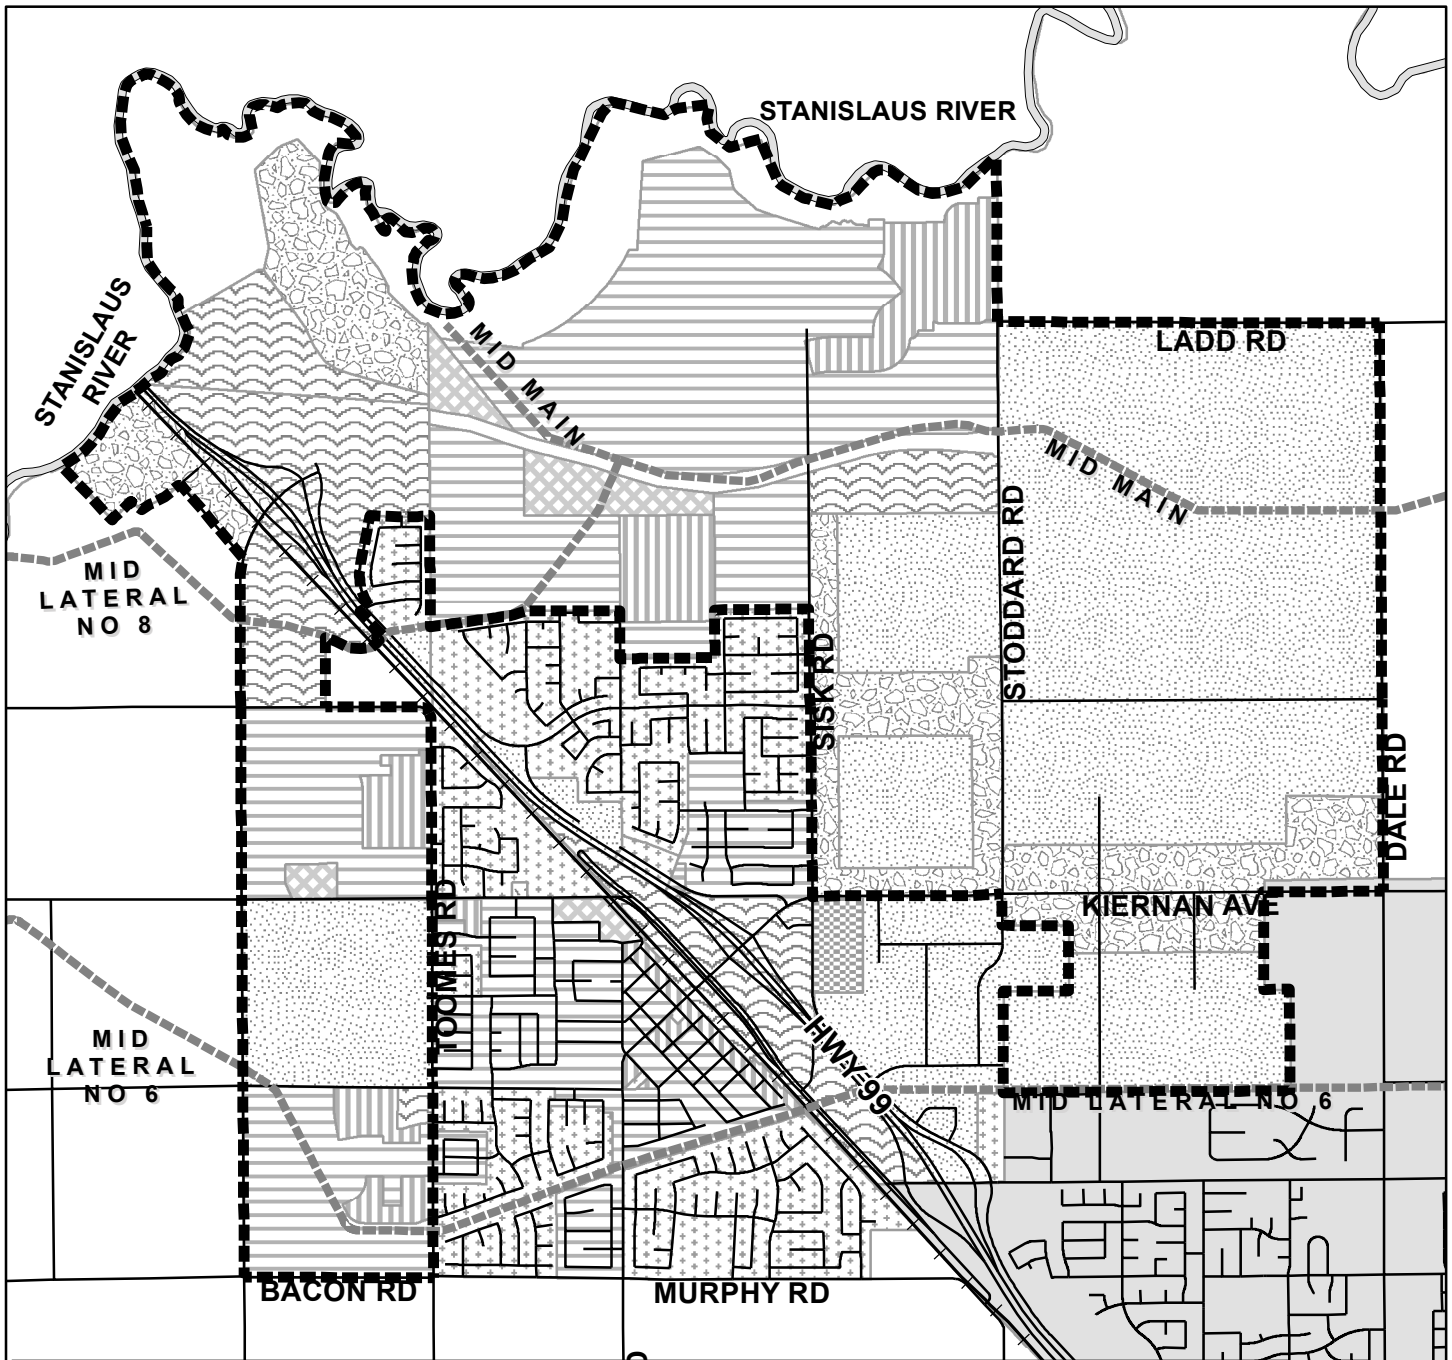 STANISLAUS RIVER
STANISLAUS
RIVER
MID MAIN
LADD RD
MID MAIN
STODDARD RD
MID
LATERAL
NO 8
SISK RD
DALE RD
KIERNAN AVE
TOOMES RD
HWY 99
MID
LATERAL
NO 6
MID LATERAL NO 6
BACON RD
MURPHY RD